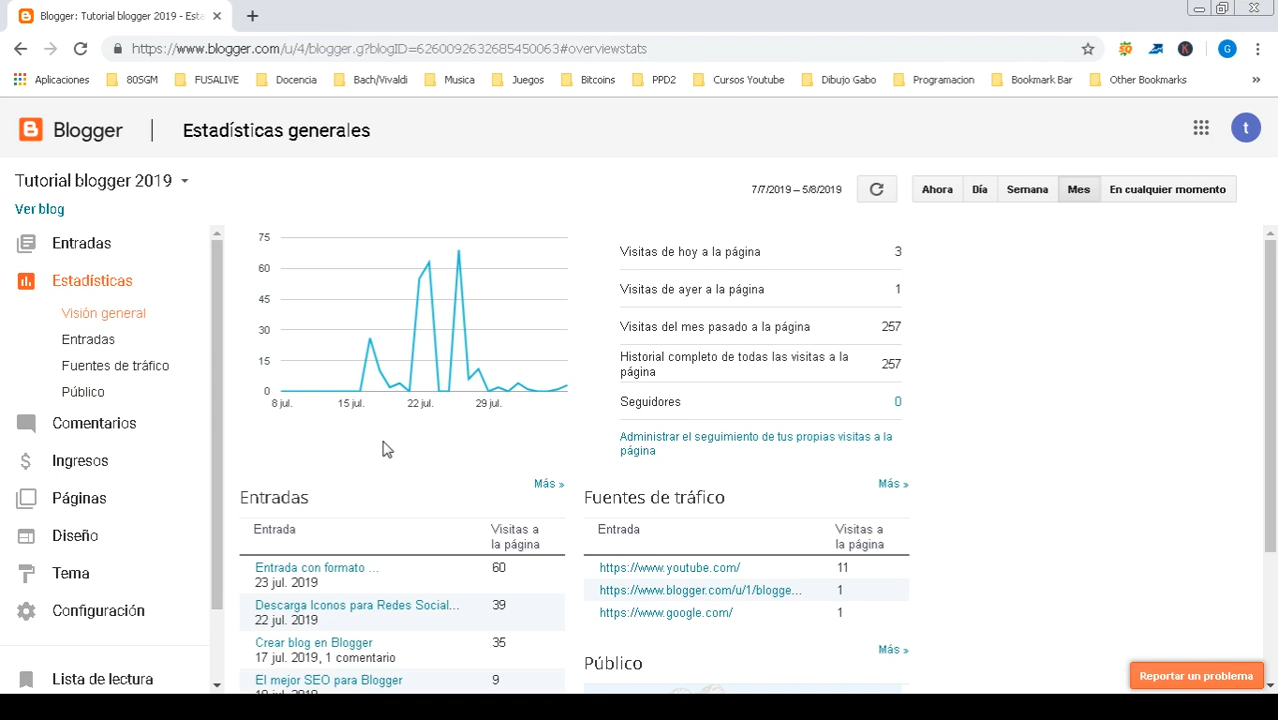 Blogger: Tutorial blogger 2019 - Esta
https://www.blogger.com/u/4/blogger.g?blogID=6260092632685450063#overviewstats
G
Aplicaciones 80SGM FUSALIVE Docencia Bach/Vivaldi Musica Juegos Bitcoins PPD2 Cursos Youtube Dibujo Gabo Programacion Bookmark Bar Other Bookmarks »
Blogger | Estadísticas generales
t
Tutorial blogger 2019
Ver blog
7/7/2019 – 5/8/2019
Ahora Día Semana Mes En cualquier momento
Entradas
Estadísticas
Visión general
Entradas
Fuentes de tráfico
Público
Comentarios
Ingresos
Páginas
Diseño
Tema
Configuración
Lista de lectura
75
60
45
30
15
0
8 jul. 15 jul. 22 jul. 29 jul.
Visitas de hoy a la página 3
Visitas de ayer a la página 1
Visitas del mes pasado a la página 257
Historial completo de todas las visitas a la
página 257
Seguidores 0
Administrar el seguimiento de tus propias visitas a la
página
Más »
Entradas
Entrada Visitas a
la página
Entrada con formato ... 60
23 jul. 2019
Descarga Iconos para Redes Social... 39
22 jul. 2019
Crear blog en Blogger 35
17 jul. 2019, 1 comentario
El mejor SEO para Blogger 9
Más »
Fuentes de tráfico
Entrada Visitas a
la página
https://www.youtube.com/ 11
https://www.blogger.com/u/1/blogge... 1
https://www.google.com/ 1
Más »
Público
Reportar un problema